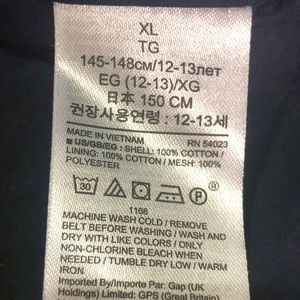 XL
TG
145-148см/12-13лет
EG (12-13)/XG
日本 150 CM
권장사용연령 : 12-13세
MADE IN VIETNAM RN 54023
■ US/GB/EG : SHELL: 100% COTTON /
LINING: 100% COTTON / MESH: 100%
POLYESTER
30
1166
MACHINE WASH COLD / REMOVE
BELT BEFORE WASHING / WASH AND
DRY WITH LIKE COLORS / ONLY
NON-CHLORINE BLEACH WHEN
NEEDED / TUMBLE DRY LOW / WARM
IRON.
Imported By/Importe Par: Gap (UK
Holdings) Limited: GPS (Great Britain)